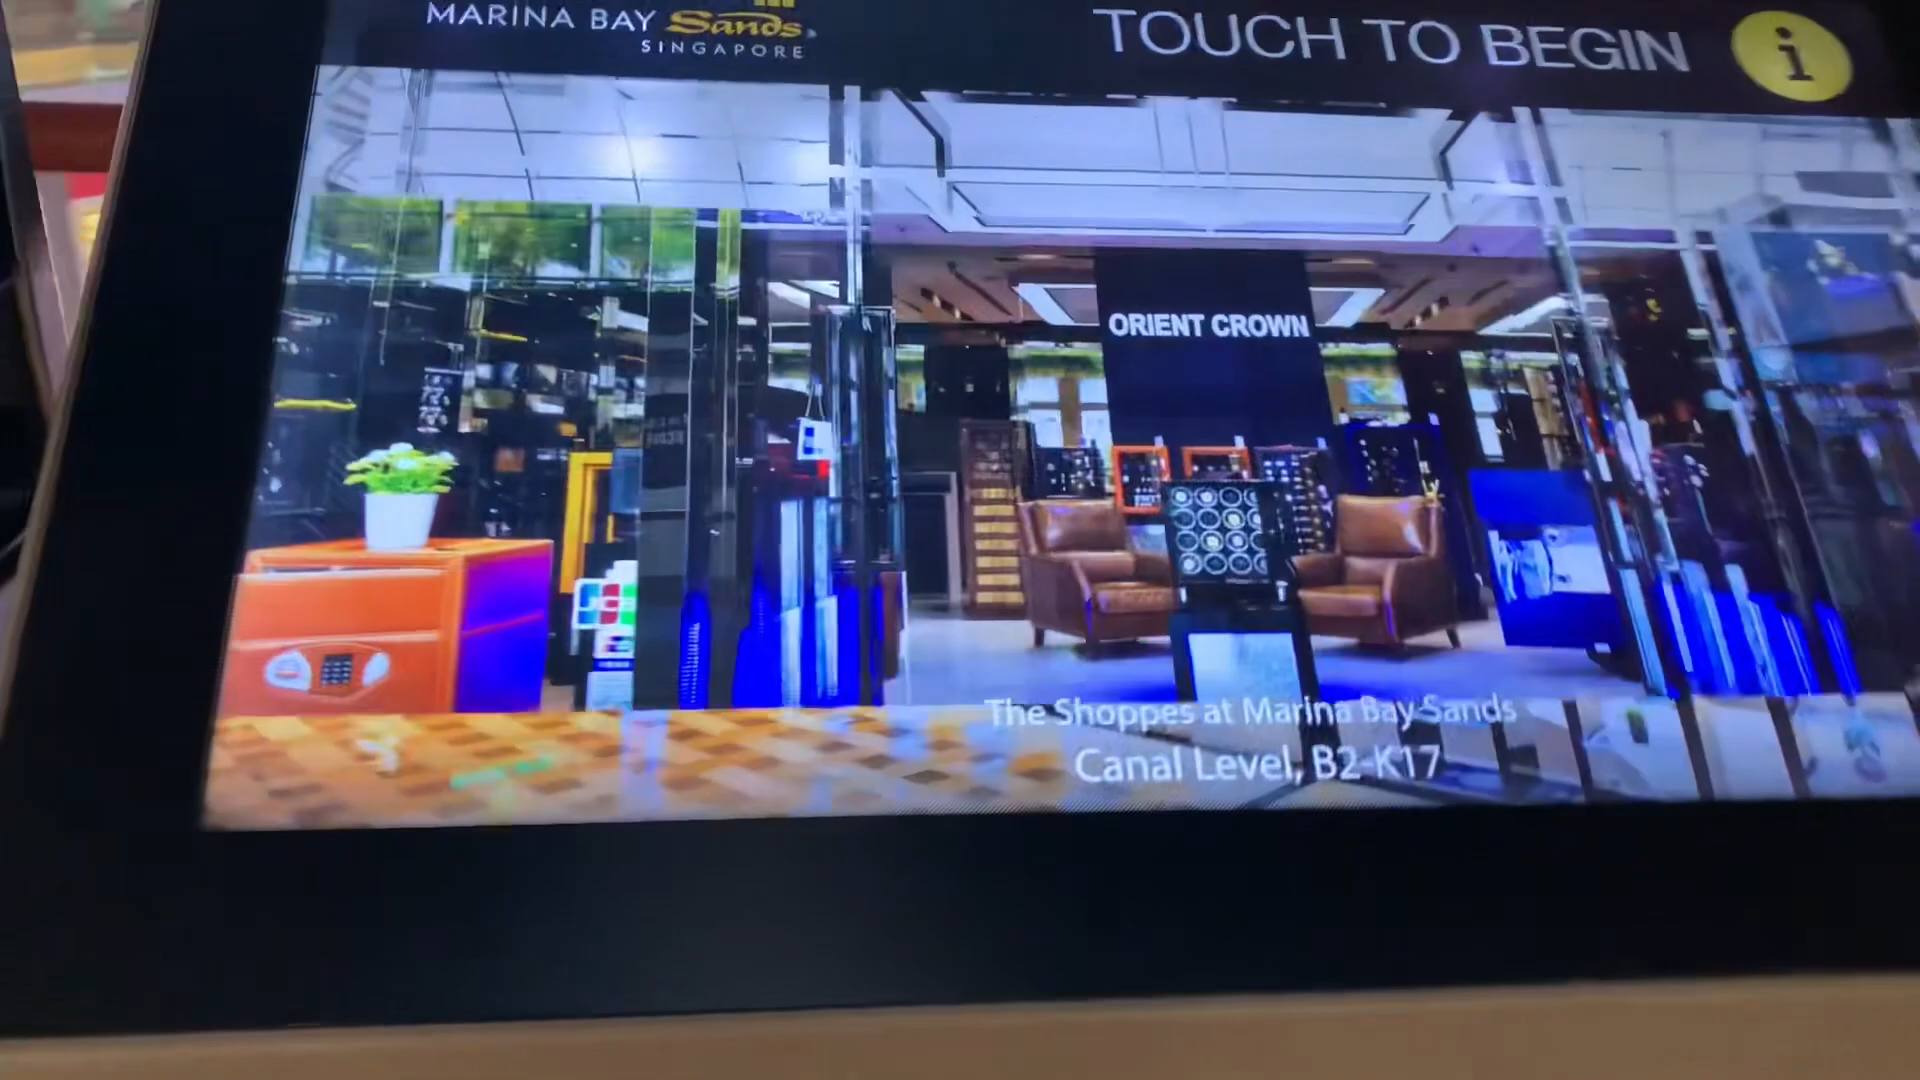 MARINA BAY Sands
SINGAPORE
TOUCH TO BEGIN
i
ORIENT CROWN
JCB
The Shoppes at Marina Bay Sands
Canal Level, B2-K17